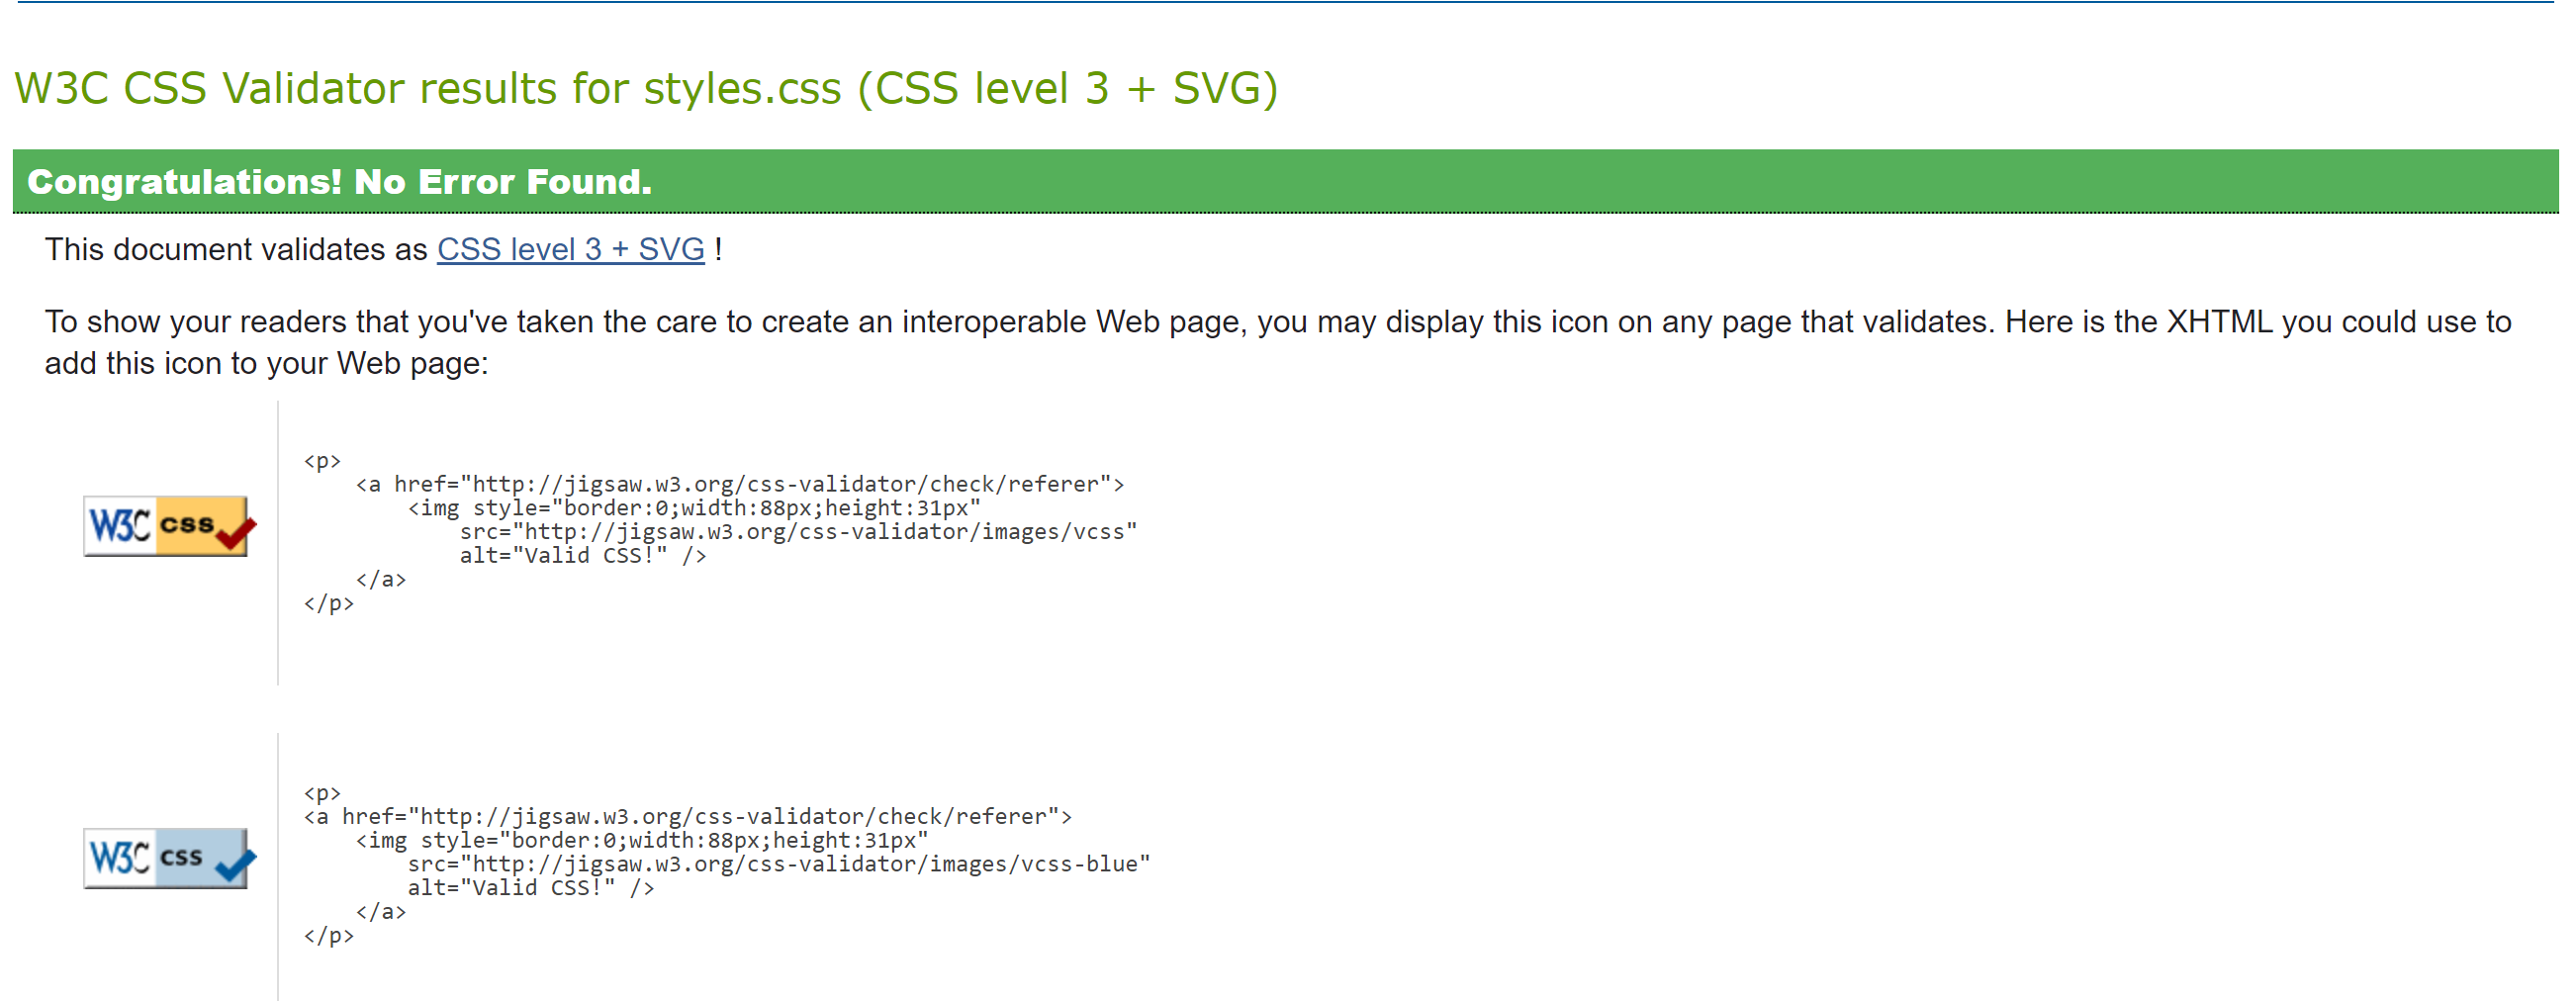 W3C CSS Validator results for styles.css (CSS level 3 + SVG)
Congratulations! No Error Found.
This document validates as CSS level 3 + SVG !
To show your readers that you've taken the care to create an interoperable Web page, you may display this icon on any page that validates. Here is the XHTML you could use to
add this icon to your Web page:
W3C css
<p>
    <a href="http://jigsaw.w3.org/css-validator/check/referer">
        <img style="border:0;width:88px;height:31px"
            src="http://jigsaw.w3.org/css-validator/images/vcss"
            alt="Valid CSS!" />
    </a>
</p>
W3C css
<p>
<a href="http://jigsaw.w3.org/css-validator/check/referer">
    <img style="border:0;width:88px;height:31px"
        src="http://jigsaw.w3.org/css-validator/images/vcss-blue"
        alt="Valid CSS!" />
    </a>
</p>